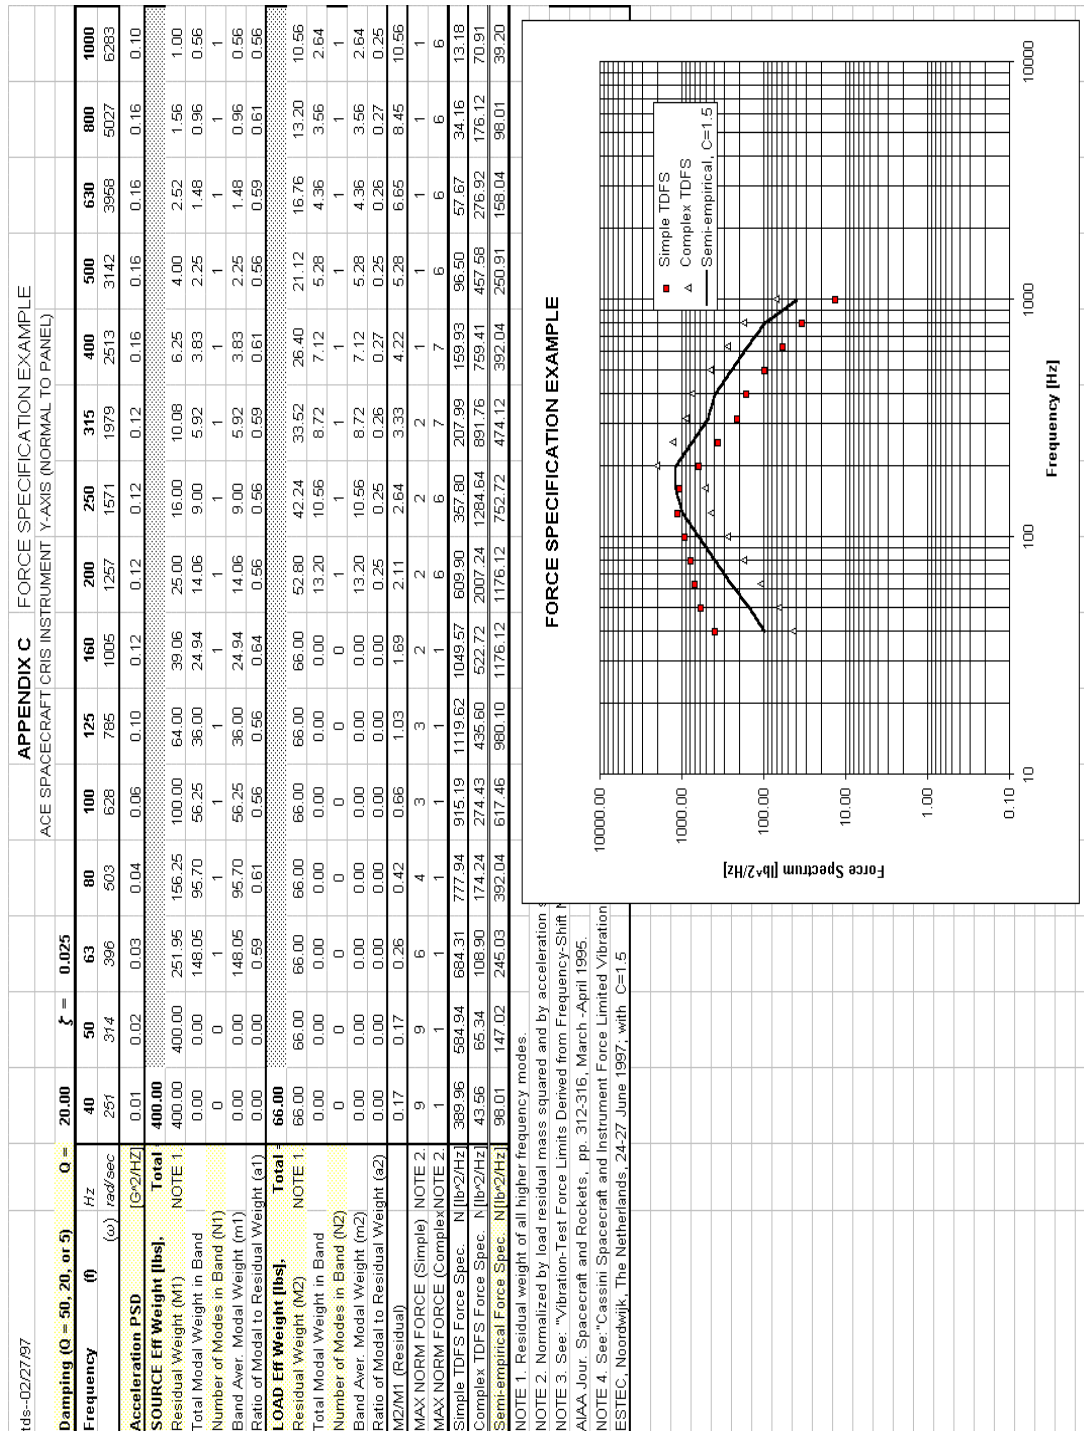 tds--02/27/97
APPENDIX C FORCE SPECIFICATION EXAMPLE
ACE SPACECRAFT CRIS INSTRUMENT Y-AXIS (NORMAL TO PANEL)
Damping (Q = 50, 20, or 5) Q = 20.00 ζ = 0.025
Frequency (f) Hz 40 50 63 80 100 125 160 200 250 315 400 500 630 800 1000
(ω) rad/sec 251 314 396 503 628 785 1005 1257 1571 1979 2513 3142 3958 5027 6283
Acceleration PSD [G^2/HZ] 0.01 0.02 0.03 0.04 0.06 0.10 0.12 0.12 0.12 0.12 0.16 0.16 0.16 0.16 0.10
SOURCE Eff Weight [lbs], Total 400.00
Residual Weight (M1) NOTE 1. 400.00 400.00 251.95 156.25 100.00 64.00 39.06 25.00 16.00 10.08 6.25 4.00 2.52 1.56 1.00
Total Modal Weight in Band 0.00 0.00 148.05 95.70 56.25 36.00 24.94 14.06 9.00 5.92 3.83 2.25 1.48 0.96 0.56
Number of Modes in Band (N1) 0 0 1 1 1 1 1 1 1 1 1 1 1 1 1
Band Aver. Modal Weight (m1) 0.00 0.00 148.05 95.70 56.25 36.00 24.94 14.06 9.00 5.92 3.83 2.25 1.48 0.96 0.56
Ratio of Modal to Residual Weight (a1) 0.00 0.00 0.59 0.61 0.56 0.56 0.64 0.56 0.56 0.59 0.61 0.56 0.59 0.61 0.56
LOAD Eff Weight [lbs], Total = 66.00
Residual Weight (M2) NOTE 1. 66.00 66.00 66.00 66.00 66.00 66.00 66.00 52.80 42.24 33.52 26.40 21.12 16.76 13.20 10.56
Total Modal Weight in Band 0.00 0.00 0.00 0.00 0.00 0.00 0.00 13.20 10.56 8.72 7.12 5.28 4.36 3.56 2.64
Number of Modes in Band (N2) 0 0 0 0 0 0 0 1 1 1 1 1 1 1 1
Band Aver. Modal Weight (m2) 0.00 0.00 0.00 0.00 0.00 0.00 0.00 13.20 10.56 8.72 7.12 5.28 4.36 3.56 2.64
Ratio of Modal to Residual Weight (a2) 0.00 0.00 0.00 0.00 0.00 0.00 0.00 0.25 0.25 0.26 0.27 0.25 0.26 0.27 0.25
M2/M1 (Residual) 0.17 0.17 0.26 0.42 0.66 1.03 1.69 2.11 2.64 3.33 4.22 5.28 6.65 8.45 10.56
MAX NORM FORCE (Simple) NOTE 2. 9 9 6 4 3 3 2 2 2 2 1 1 1 1 1
MAX NORM FORCE (Complex NOTE 2. 1 1 1 1 1 1 1 6 6 7 7 6 6 6 6
Simple TDFS Force Spec. N [lb^2/Hz] 389.96 584.94 684.31 777.94 915.19 1119.62 1049.57 609.90 357.80 207.99 159.93 96.50 57.67 34.16 13.18
Complex TDFS Force Spec. N [lb^2/Hz] 43.56 65.34 108.90 174.24 274.43 435.60 522.72 2007.24 1284.64 891.76 759.41 457.58 276.92 176.12 70.91
Semi-empirical Force Spec. N [lb^2/Hz] 98.01 147.02 245.03 392.04 617.46 980.10 1176.12 1176.12 752.72 474.12 392.04 250.91 158.04 98.01 39.20
NOTE 1. Residual weight of all higher frequency modes.
NOTE 2. Normalized by load residual mass squared and by acceleration
NOTE 3. See: "Vibration-Test Force Limits Derived from Frequency-Shift
AIAA Jour. Spacecraft and Rockets, pp. 312-316, March -April 1995.
NOTE 4. See:"Cassini Spacecraft and Instrument Force Limited Vibration
ESTEC, Noordwijk, The Netherlands, 24-27 June 1997; with C=1.5
FORCE SPECIFICATION EXAMPLE
Force Spectrum [lb^2/Hz]
10000.00
1000.00
100.00
10.00
1.00
0.10
10 100 1000 10000
Frequency [Hz]
Simple TDFS
Complex TDFS
Semi-empirical, C=1.5